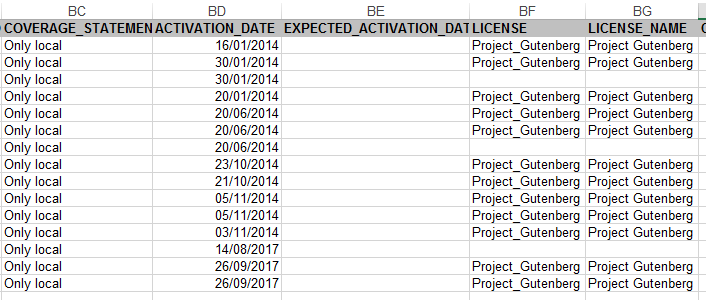 BC BD BE BF BG
COVERAGE_STATEMEN ACTIVATION_DATE EXPECTED_ACTIVATION_DAT LICENSE LICENSE_NAME
Only local 16/01/2014 Project_Gutenberg Project Gutenberg
Only local 30/01/2014 Project_Gutenberg Project Gutenberg
Only local 30/01/2014
Only local 20/01/2014 Project_Gutenberg Project Gutenberg
Only local 20/06/2014 Project_Gutenberg Project Gutenberg
Only local 20/06/2014 Project_Gutenberg Project Gutenberg
Only local 20/06/2014
Only local 23/10/2014 Project_Gutenberg Project Gutenberg
Only local 21/10/2014 Project_Gutenberg Project Gutenberg
Only local 05/11/2014 Project_Gutenberg Project Gutenberg
Only local 05/11/2014 Project_Gutenberg Project Gutenberg
Only local 03/11/2014 Project_Gutenberg Project Gutenberg
Only local 14/08/2017
Only local 26/09/2017 Project_Gutenberg Project Gutenberg
Only local 26/09/2017 Project_Gutenberg Project Gutenberg